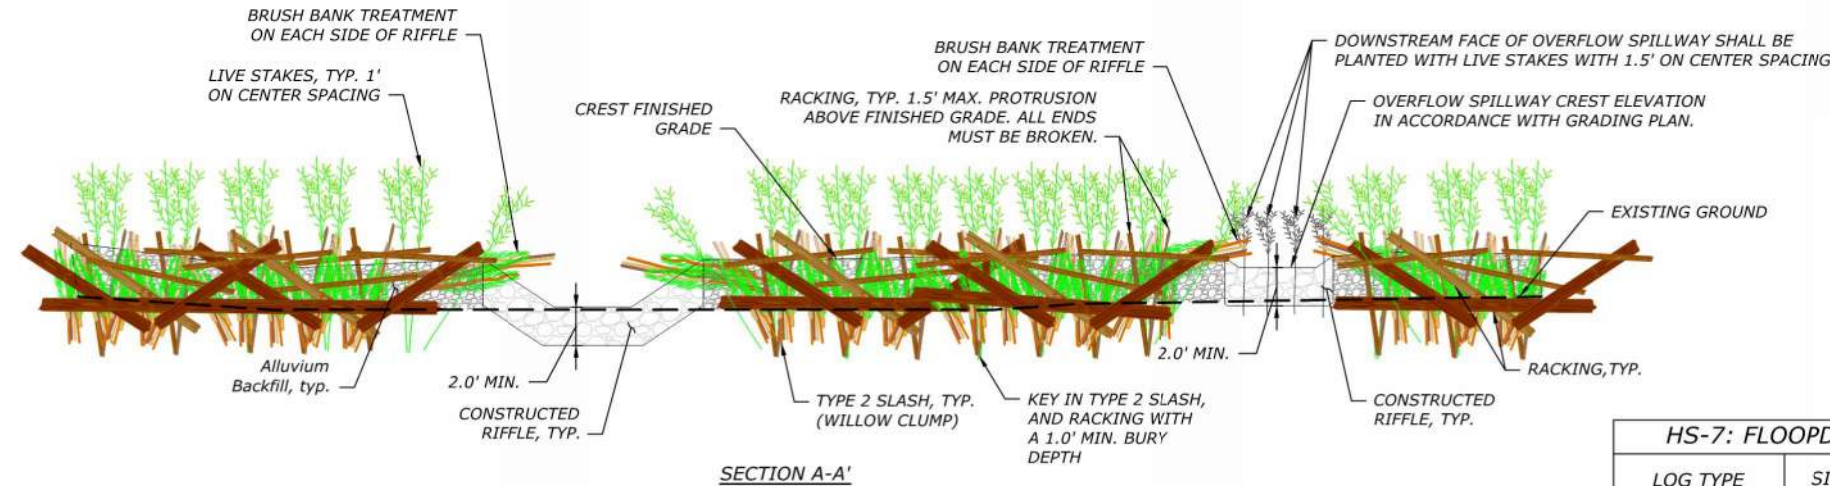 BRUSH BANK TREATMENT
ON EACH SIDE OF RIFFLE
LIVE STAKES, TYP. 1'
ON CENTER SPACING
CREST FINISHED
GRADE
BRUSH BANK TREATMENT
ON EACH SIDE OF RIFFLE
RACKING, TYP. 1.5' MAX. PROTRUSION
ABOVE FINISHED GRADE. ALL ENDS
MUST BE BROKEN.
DOWNSTREAM FACE OF OVERFLOW SPILLWAY SHALL BE
PLANTED WITH LIVE STAKES WITH 1.5' ON CENTER SPACING
OVERFLOW SPILLWAY CREST ELEVATION
IN ACCORDANCE WITH GRADING PLAN.
EXISTING GROUND
Alluvium
Backfill, typ.
2.0' MIN.
CONSTRUCTED
RIFFLE, TYP.
TYPE 2 SLASH, TYP.
(WILLOW CLUMP)
KEY IN TYPE 2 SLASH,
AND RACKING WITH
A 1.0' MIN. BURY
DEPTH
2.0' MIN.
RACKING,TYP.
CONSTRUCTED
RIFFLE, TYP.
SECTION A-A'
HS-7: FLOOPD
LOG TYPE
SI